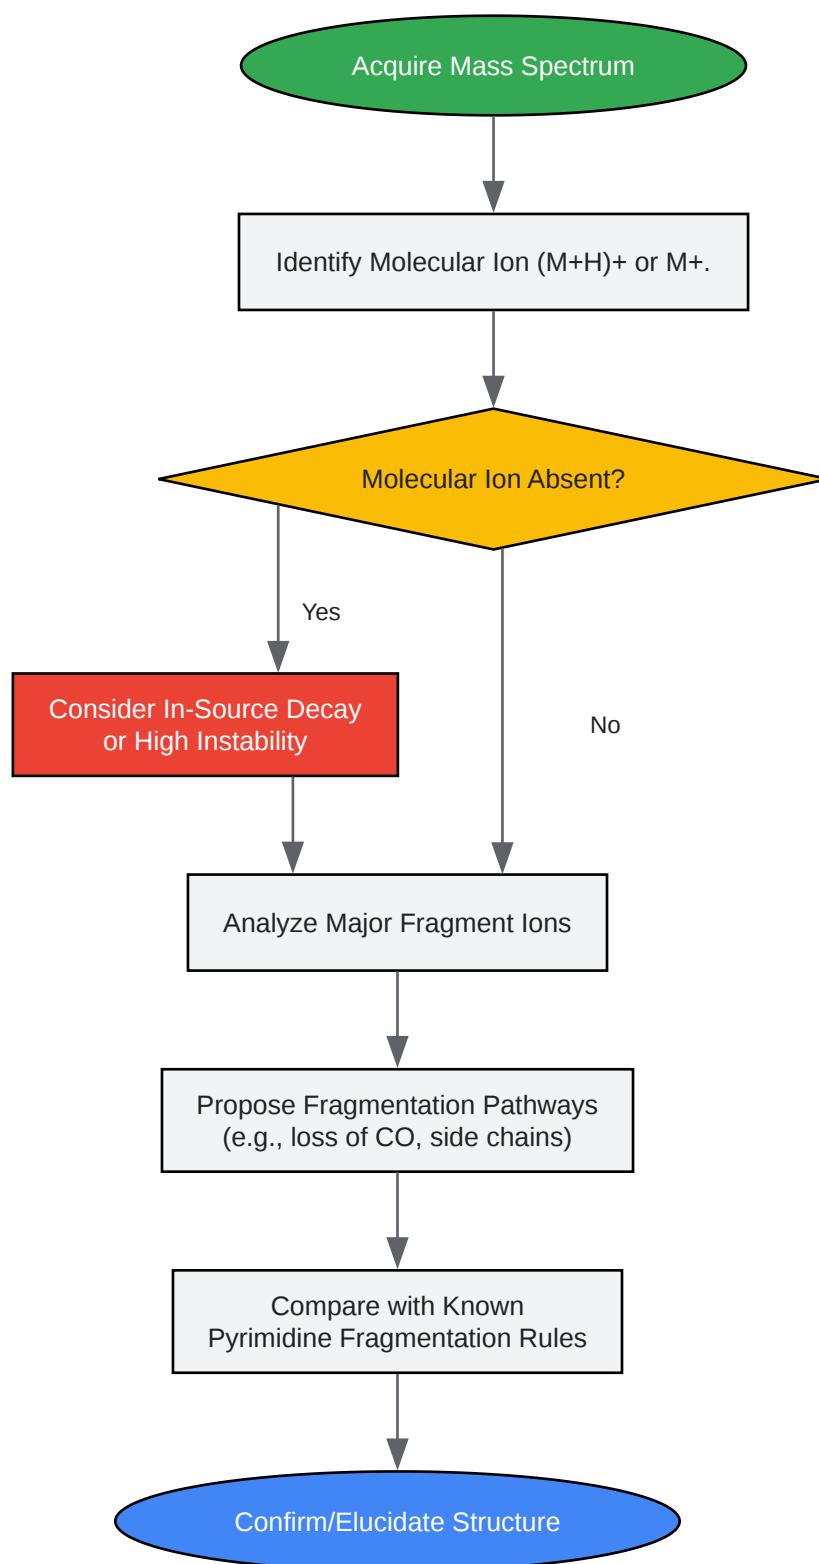 Acquire Mass Spectrum
Identify Molecular Ion (M+H)+ or M+.
Molecular Ion Absent?
Yes
Consider In-Source Decay
or High Instability
No
Analyze Major Fragment Ions
Propose Fragmentation Pathways
(e.g., loss of CO, side chains)
Compare with Known
Pyrimidine Fragmentation Rules
Confirm/Elucidate Structure